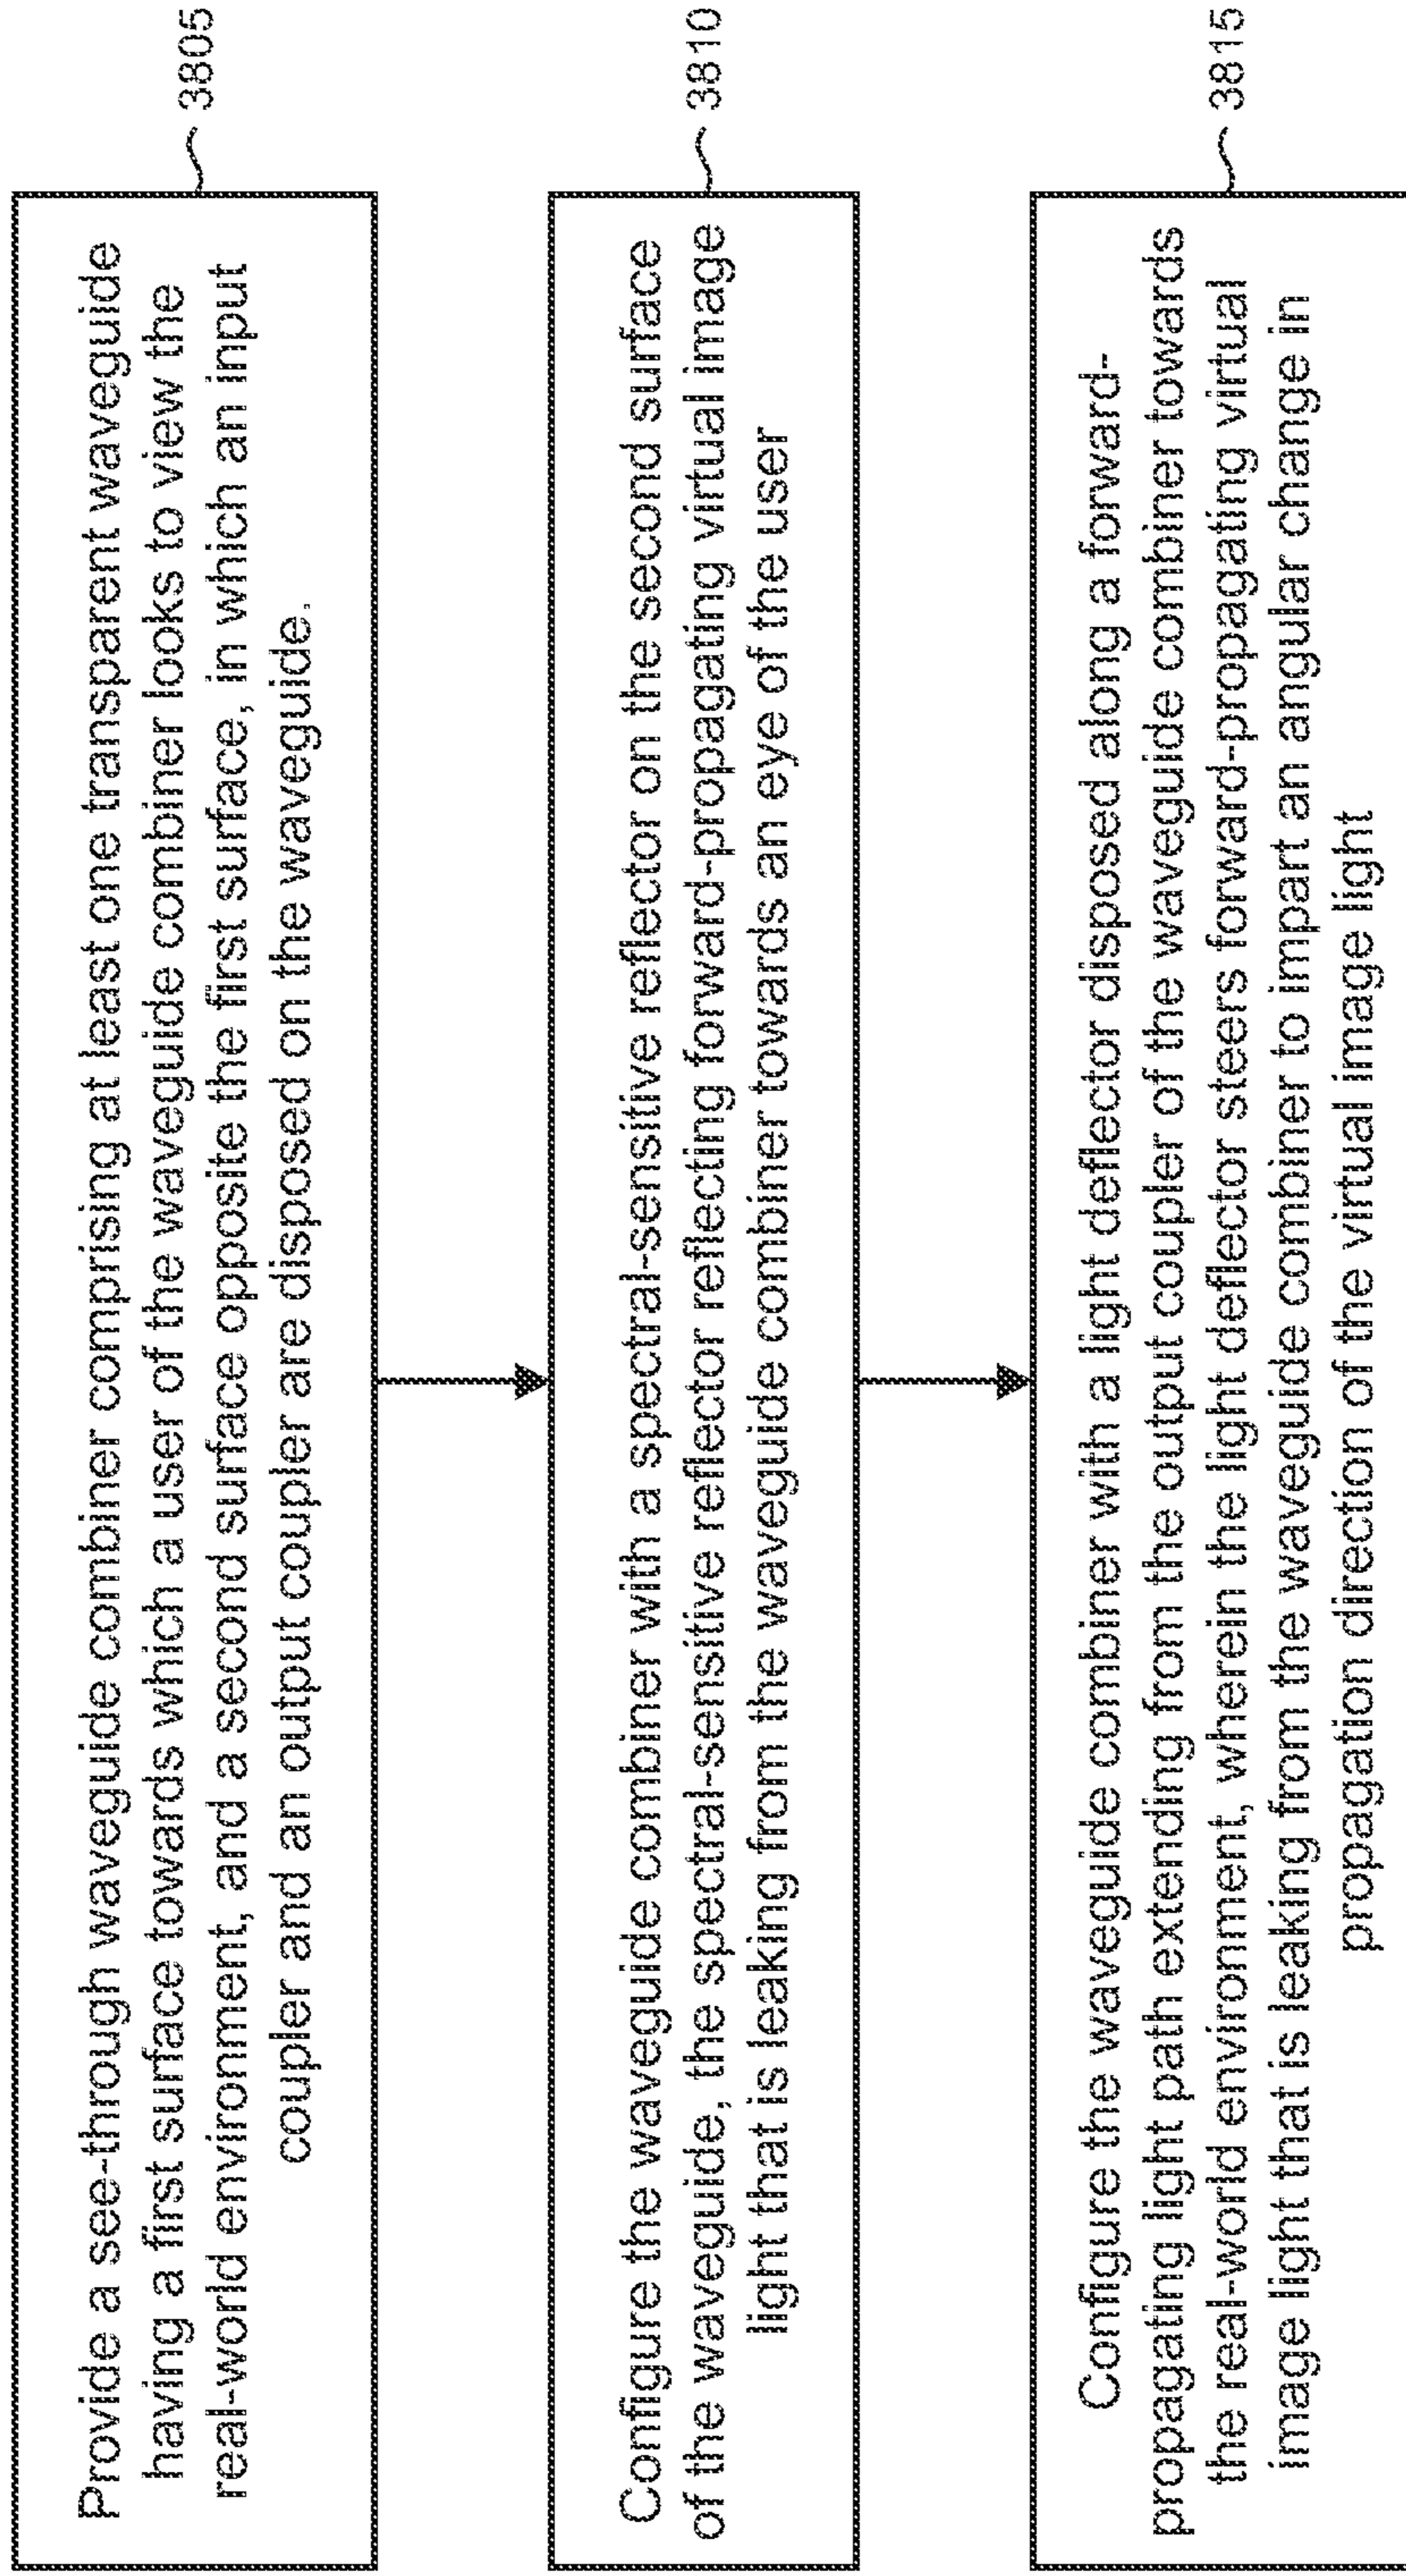 Provide a see-through waveguide combiner comprising at least one transparent waveguide
having a first surface towards which a user of the waveguide combiner looks to view the
real-world environment, and a second surface opposite the first surface, in which an input
coupler and an output coupler are disposed on the waveguide.
3805
Configure the waveguide combiner with a spectral-sensitive reflector on the second surface
of the waveguide, the spectral-sensitive reflector reflecting forward-propagating virtual image
light that is leaking from the waveguide combiner towards an eye of the user
3810
Configure the waveguide combiner with a light deflector disposed along a forward-
propagating light path extending from the output coupler of the waveguide combiner towards
the real-world environment, wherein the light deflector steers forward-propagating virtual
image light that is leaking from the waveguide combiner to impart an angular change in
propagation direction of the virtual image light
3815